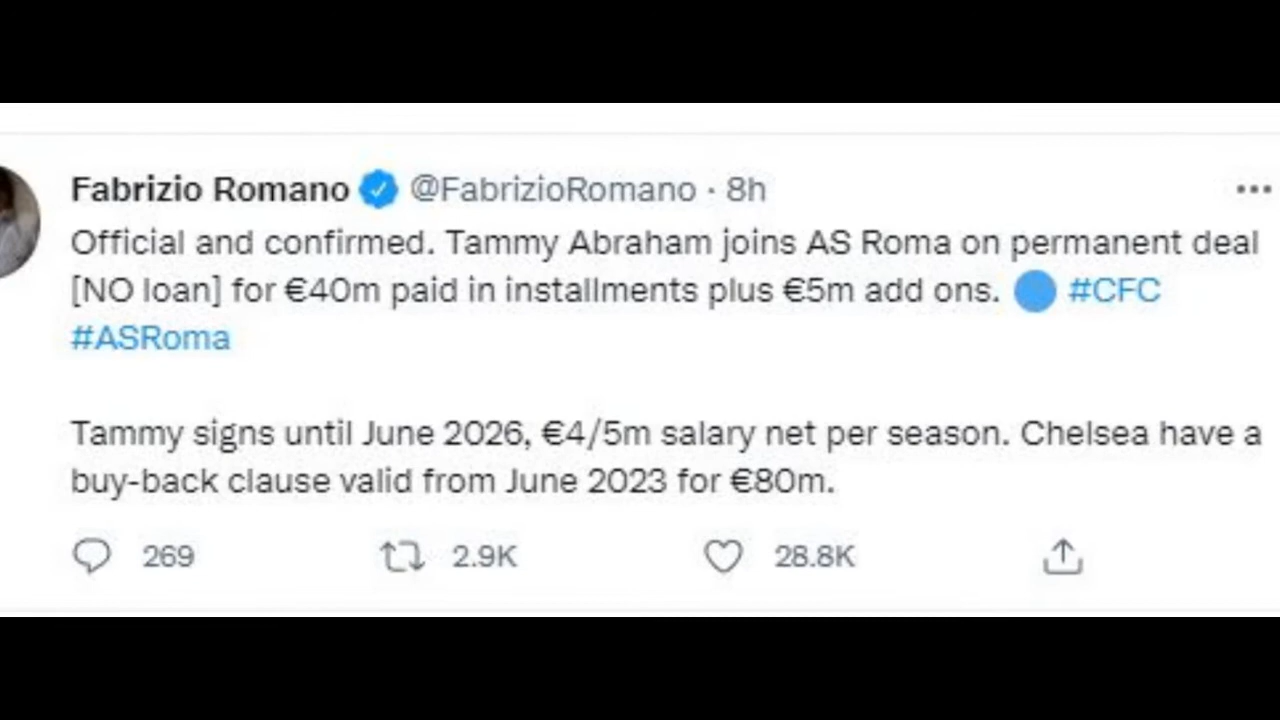 Fabrizio Romano @FabrizioRomano · 8h
Official and confirmed. Tammy Abraham joins AS Roma on permanent deal
[NO loan] for €40m paid in installments plus €5m add ons. 🔵 #CFC
#ASRoma
Tammy signs until June 2026, €4/5m salary net per season. Chelsea have a
buy-back clause valid from June 2023 for €80m.
269 2.9K 28.8K